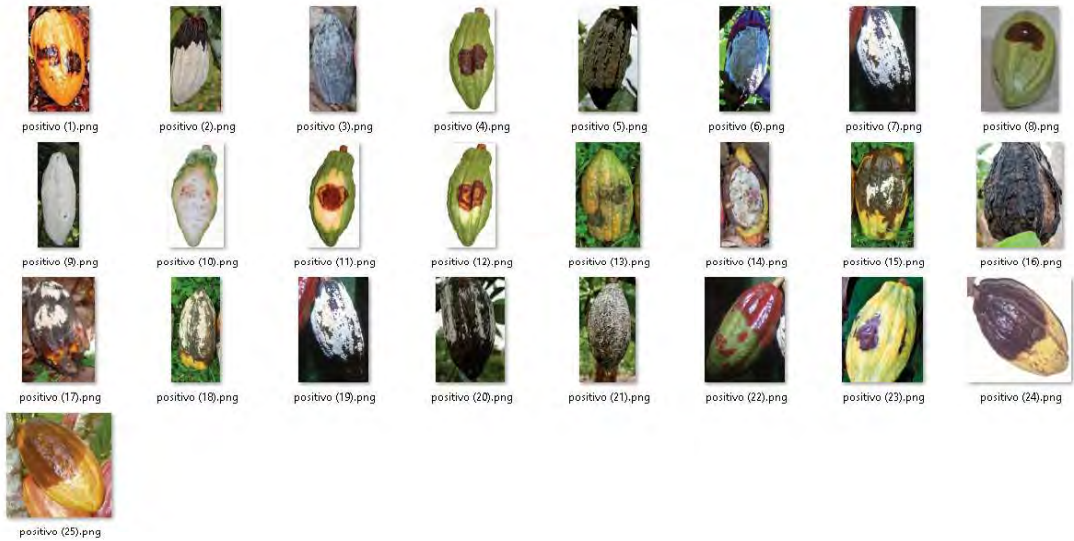 positivo (1).png positivo (2).png positivo (3).png positivo (4).png positivo (5).png positivo (6).png positivo (7).png positivo (8).png
positivo (9).png positivo (10).png positivo (11).png positivo (12).png positivo (13).png positivo (14).png positivo (15).png positivo (16).png
positivo (17).png positivo (18).png positivo (19).png positivo (20).png positivo (21).png positivo (22).png positivo (23).png positivo (24).png
positivo (25).png